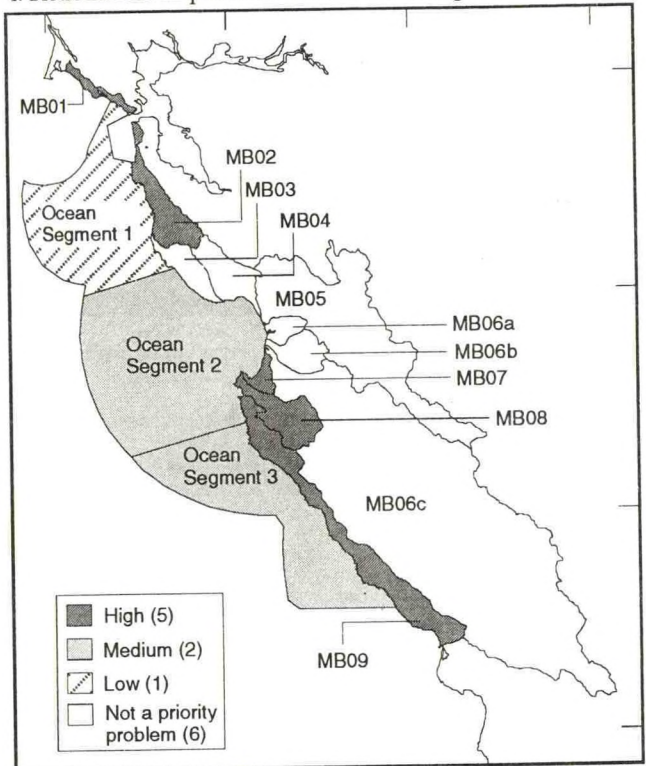 MB01
MB02
MB03
Ocean
Segment 1
MB04
MB05
MB06a
Ocean
Segment 2
MB06b
MB07
MB08
Ocean
Segment 3
MB06c
High (5)
Medium (2)
Low (1)
Not a priority
problem (6)
MB09